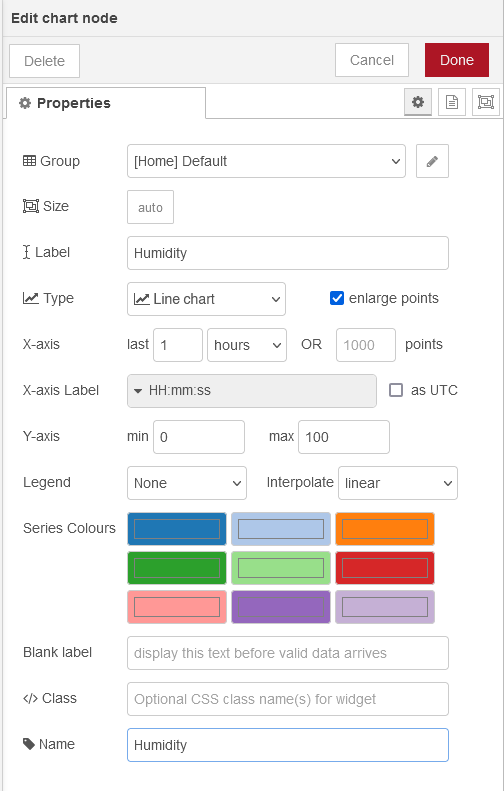 Edit chart node
Delete Cancel Done
Properties
Group [Home] Default
Size auto
Label Humidity
Type Line chart enlarge points
X-axis last 1 hours OR 1000 points
X-axis Label HH:mm:ss as UTC
Y-axis min 0 max 100
Legend None Interpolate linear
Series Colours
Blank label display this text before valid data arrives
Class Optional CSS class name(s) for widget
Name Humidity